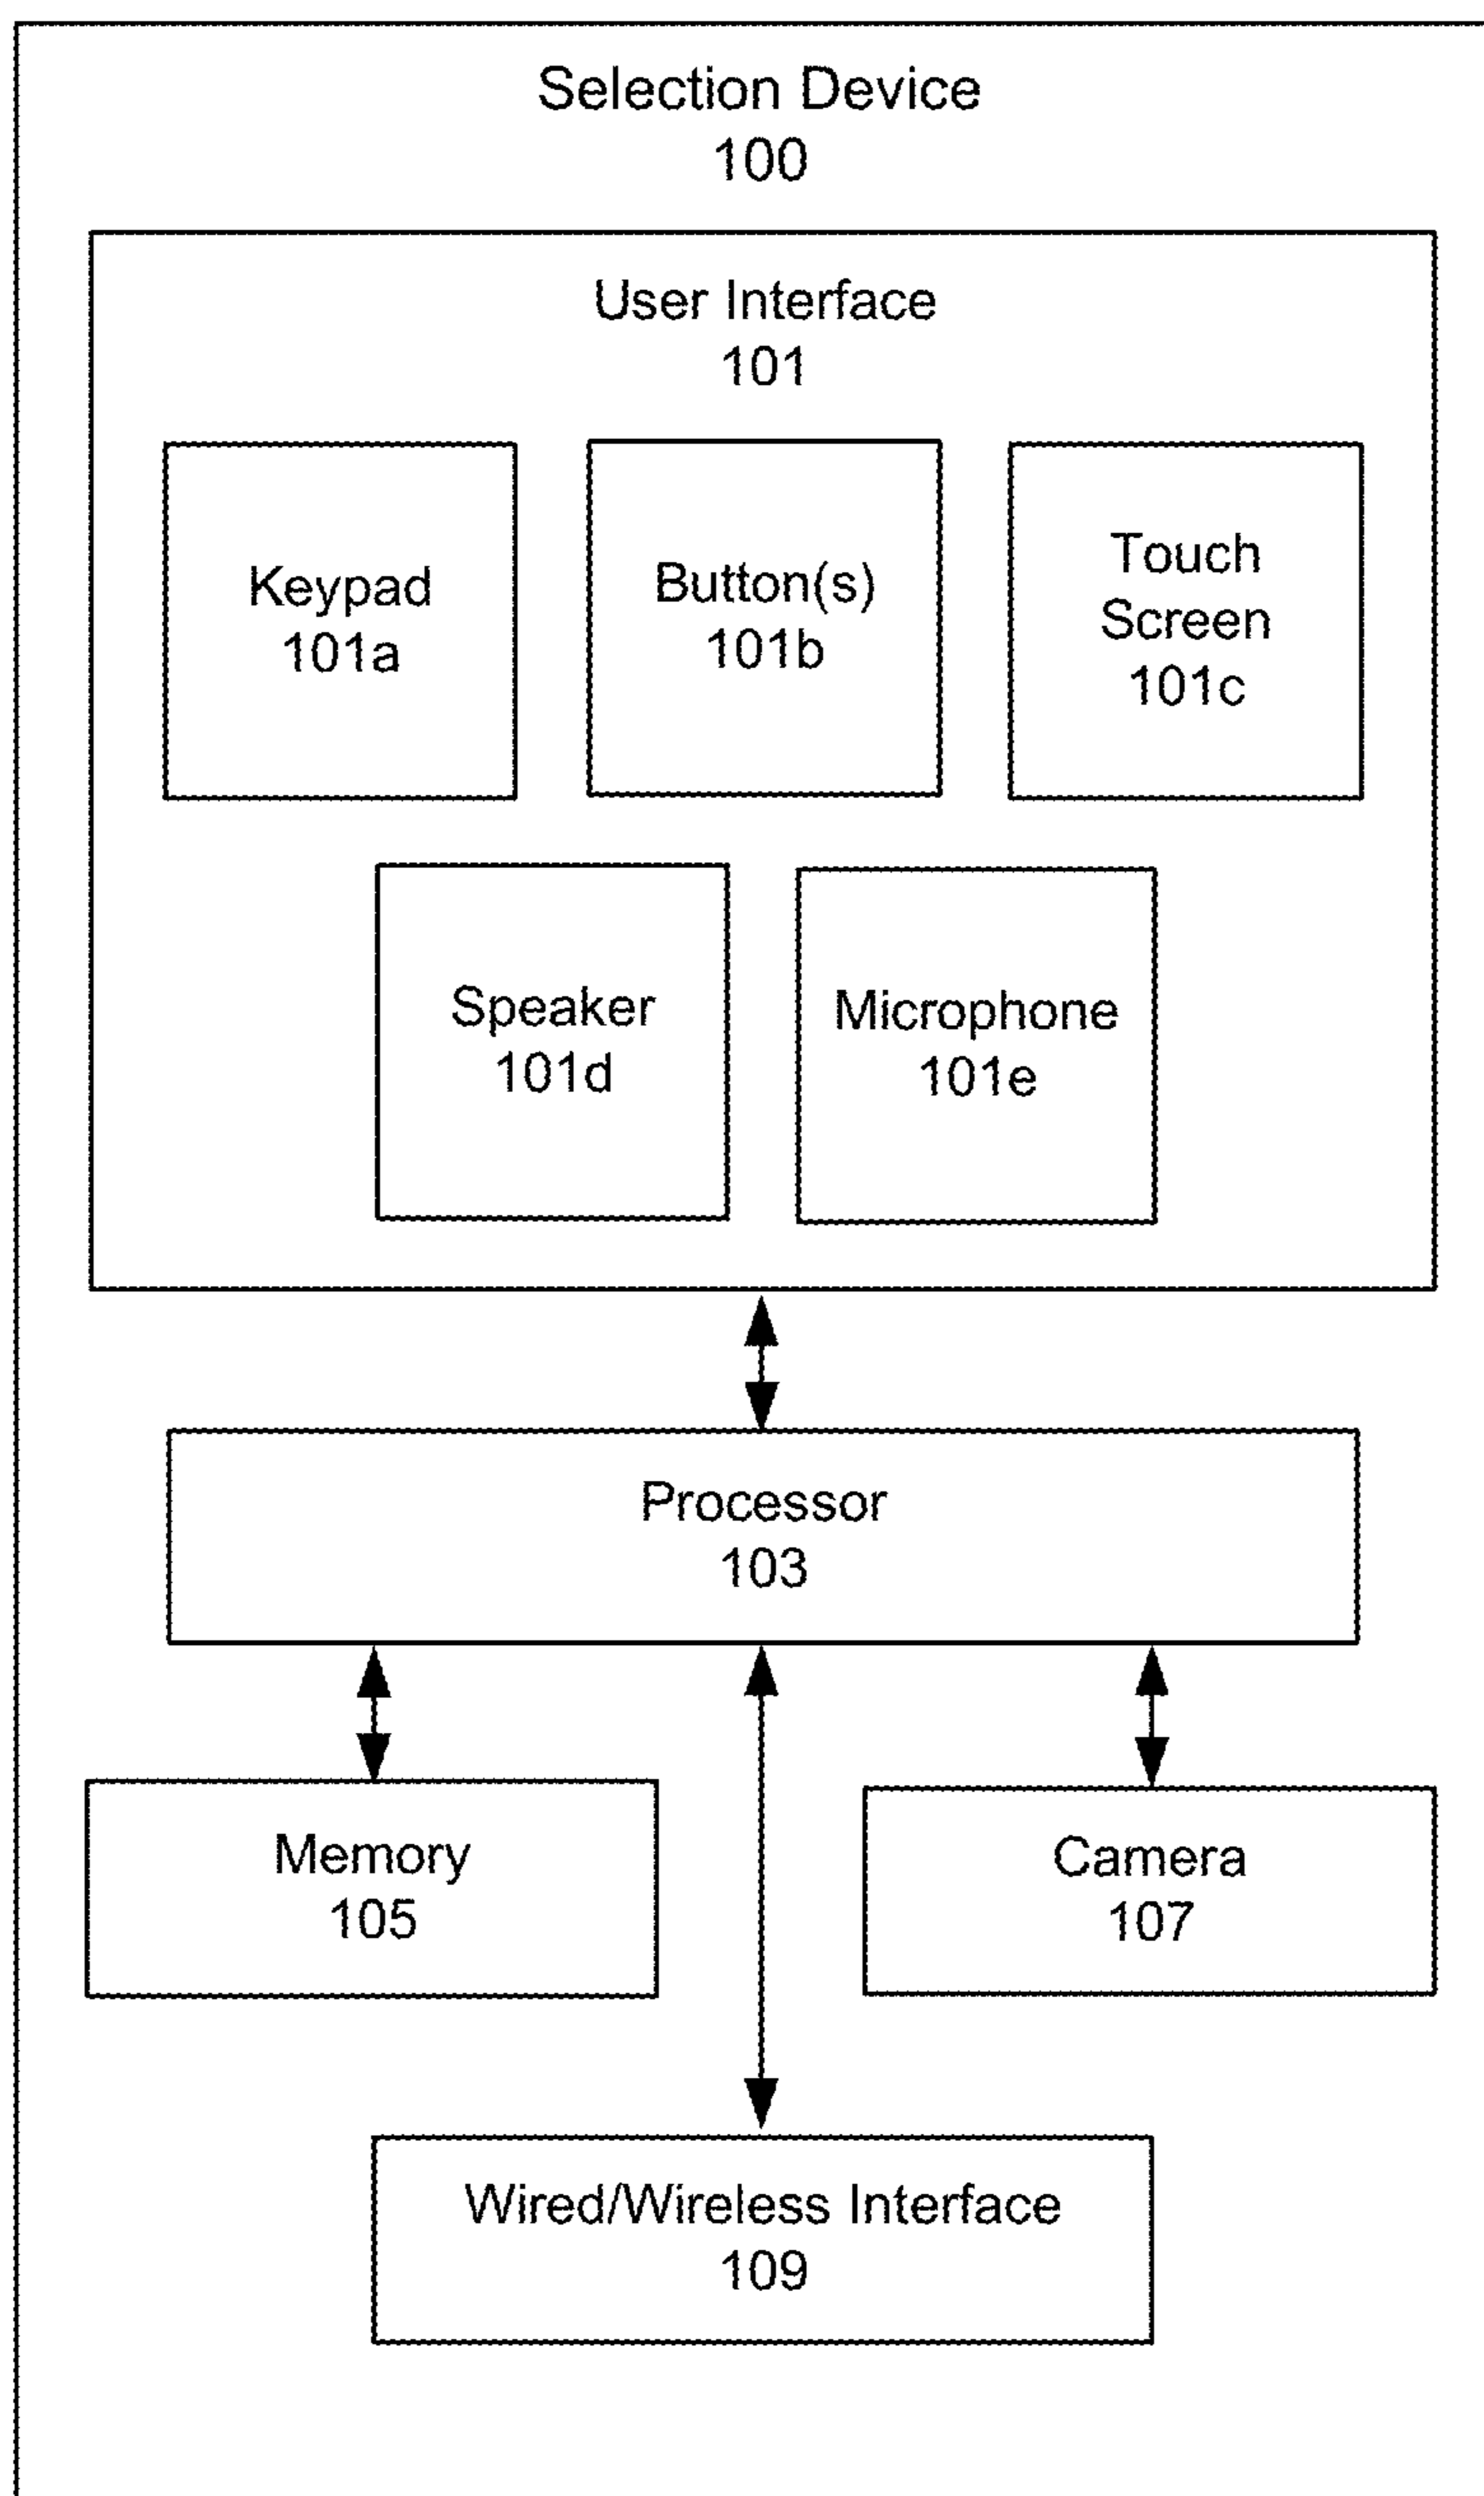 Selection Device
100
User Interface
101
Keypad
101a
Button(s)
101b
Touch
Screen
101c
Speaker
101d
Microphone
101e
Processor
103
Memory
105
Camera
107
Wired/Wireless Interface
109